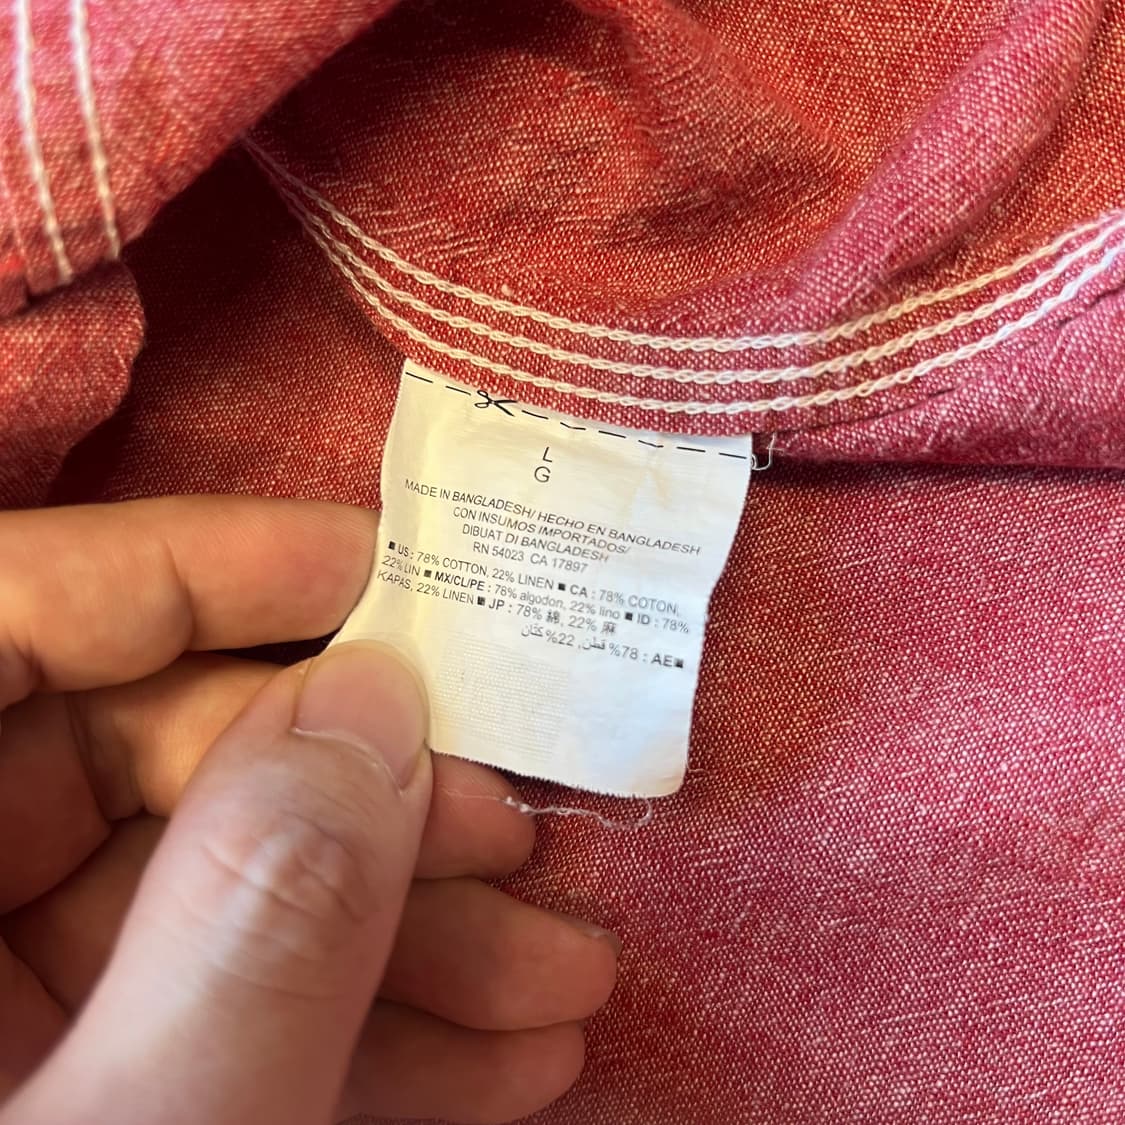 L
G
MADE IN BANGLADESH/ HECHO EN BANGLADESH
CON INSUMOS IMPORTADOS/
DIBUAT DI BANGLADESH
RN 54023 CA 17897
■ US : 78% COTTON, 22% LINEN ■ CA : 78% COTON,
22% LIN ■ MX/CL/PE : 78% algodon, 22% lino ■ ID : 78%
KAPAS, 22% LINEN ■ JP : 78% 綿, 22% 麻
■AE : 78% قطن, 22% كتان